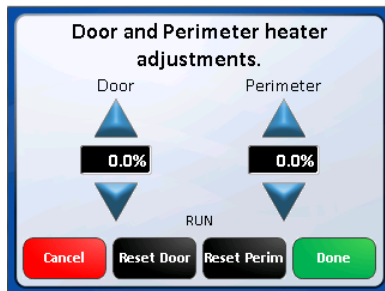 Door and Perimeter heater
adjustments.
Door Perimeter
0.0% 0.0%
RUN
Cancel Reset Door Reset Perim Done